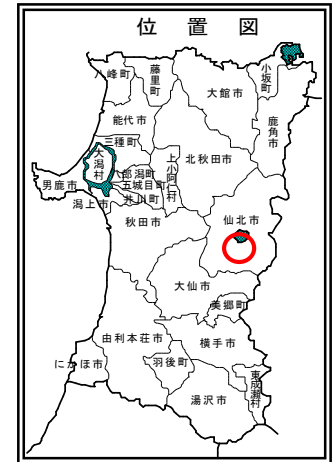 位置図
八峰町
藤里町
小坂町
大館市
能代市
鹿角市
三種町
大潟村
北秋田市
上小阿仁村
八郎潟町
男鹿市
五城目町
井川町
潟上市
秋田市
仙北市
大仙市
美郷町
由利本荘市
横手市
にかほ市
羽後町
東成瀬村
湯沢市